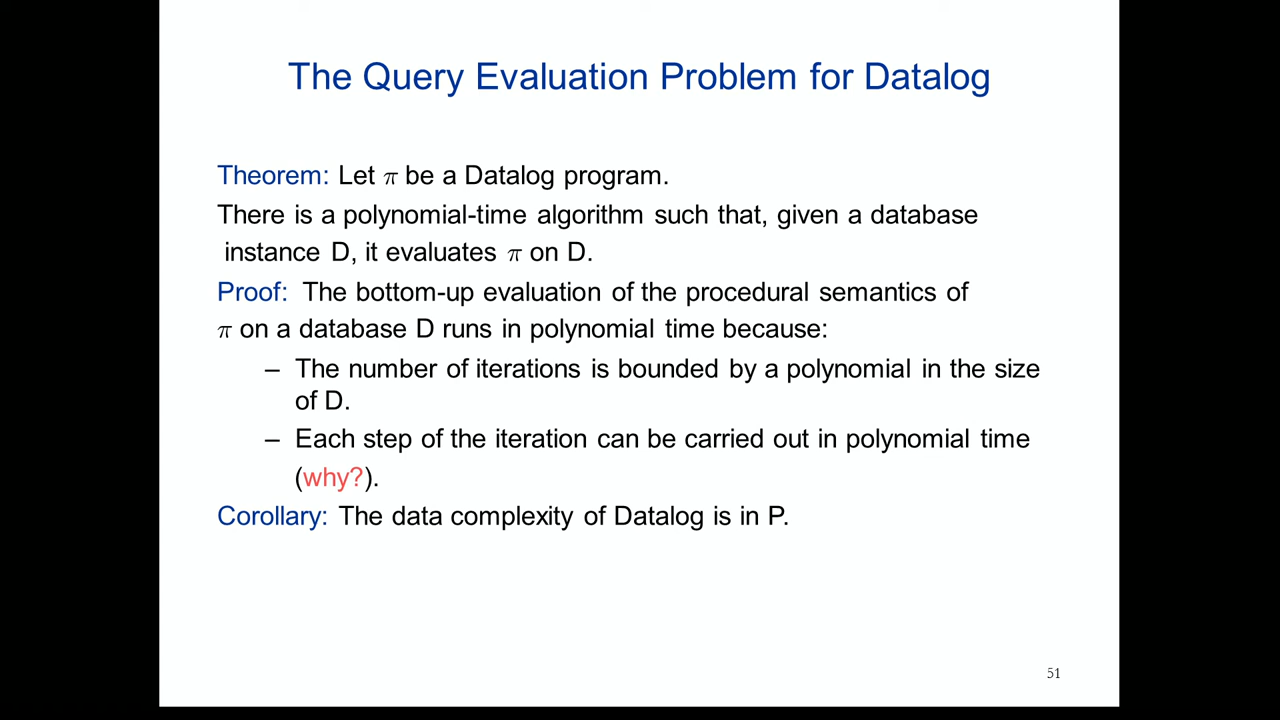 The Query Evaluation Problem for Datalog
Theorem: Let π be a Datalog program.
There is a polynomial-time algorithm such that, given a database
instance D, it evaluates π on D.
Proof: The bottom-up evaluation of the procedural semantics of
π on a database D runs in polynomial time because:
– The number of iterations is bounded by a polynomial in the size
of D.
– Each step of the iteration can be carried out in polynomial time
(why?).
Corollary: The data complexity of Datalog is in P.
51